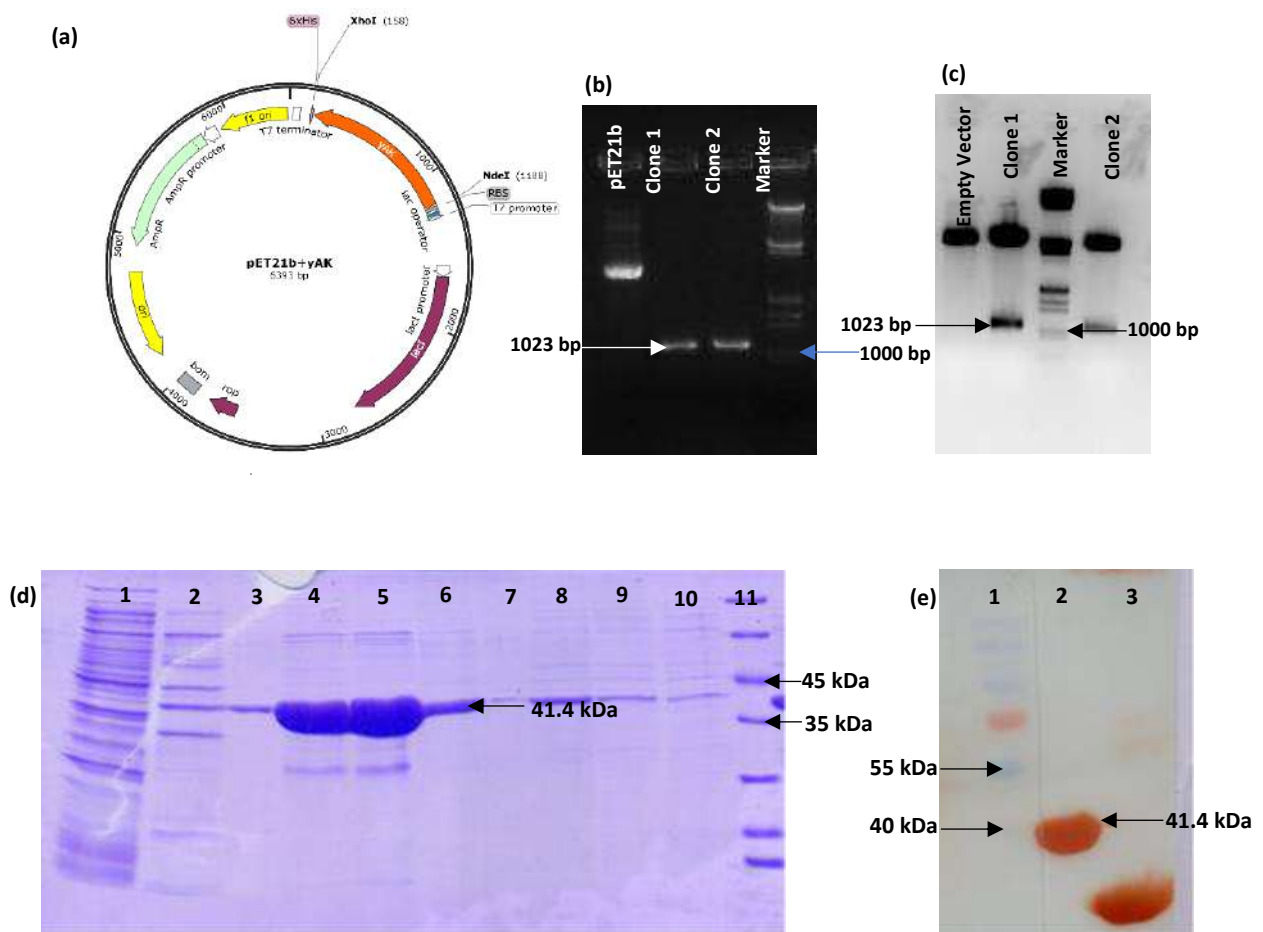 (a)
6xHis
XhoI (158)
T7 terminator
f1 ori
6000
AmpR promoter
AmpR
5000
ori
bom
4000
rop
3000
lacI
2000
lacI promoter
lac operator
T7 promoter
RBS
NdeI (1188)
1000
yAK
pET21b+yAK
6393 bp
(b)
pET21b
Clone 1
Clone 2
Marker
1023 bp
1000 bp
(c)
Empty Vector
Clone 1
Marker
Clone 2
1023 bp
1000 bp
(d)
1 2 3 4 5 6 7 8 9 10 11
45 kDa
41.4 kDa
35 kDa
(e)
1 2 3
55 kDa
40 kDa
41.4 kDa